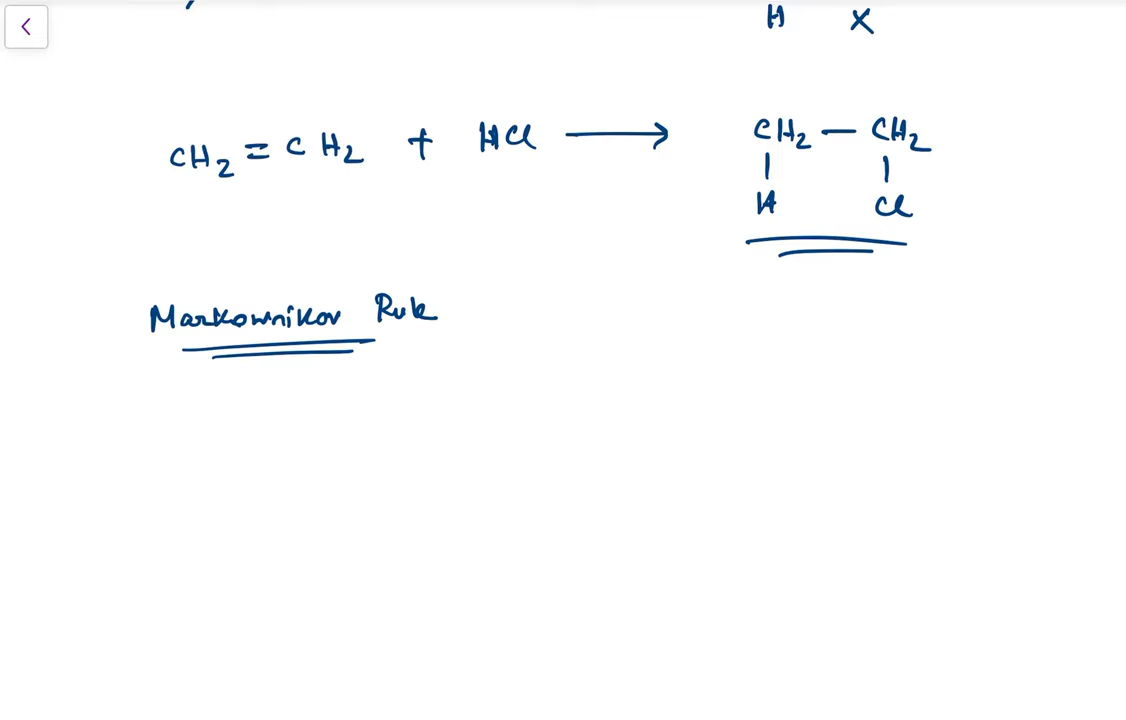 H X
CH2 = CH2 + HCl ⟶ CH2 — CH2
| |
H Cl
Markownikov Rule